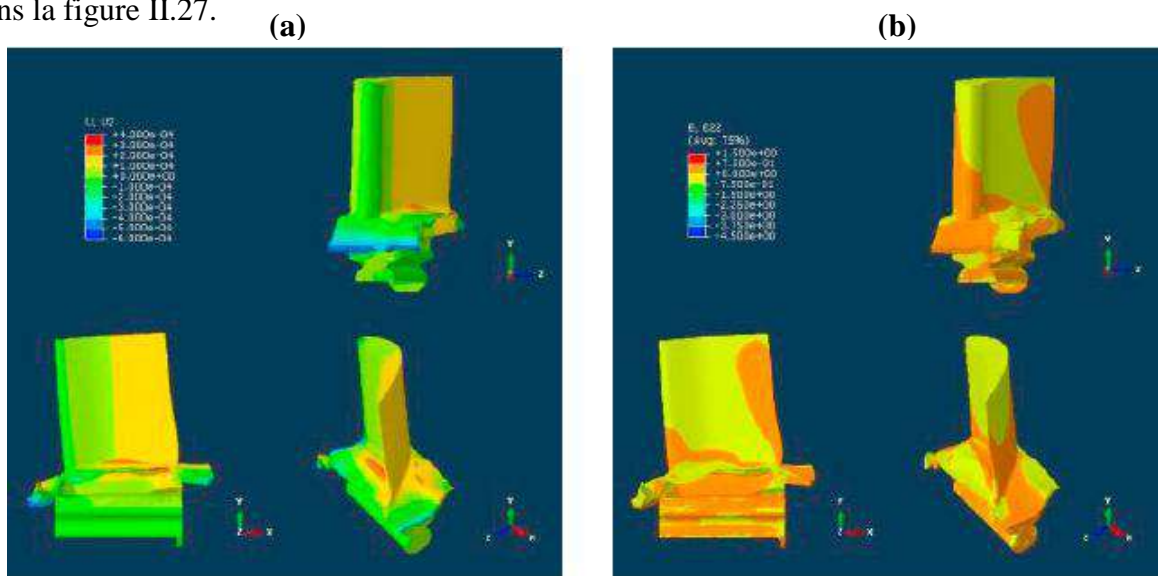 ns la figure II.27.
(a)
(b)
U, U2
+4.000e-04
+3.000e-04
+2.000e-04
+1.000e-04
+0.000e+00
-1.000e-04
-2.000e-04
-3.000e-04
-4.000e-04
-5.000e-04
-6.000e-04
(Avg: 75%)
+1.500e+00
+7.500e-01
+0.000e+00
-7.500e-01
-1.500e+00
-2.250e+00
-3.000e+00
-3.750e+00
-4.500e+00
Y
Z
Y
Z
Y
Z
X
Y
Z
X
Y
Z
X
Y
Z
X